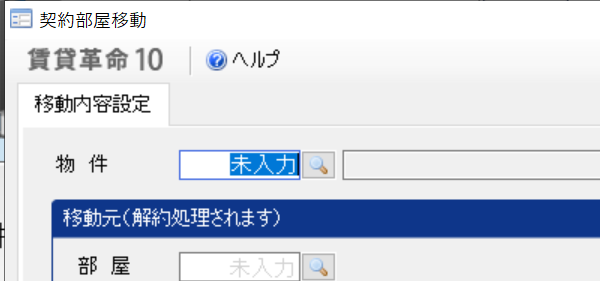 契約部屋移動
賃貸革命10 ヘルプ
移動内容設定
物 件 未入力
移動元(解約処理されます)
部 屋 未入力